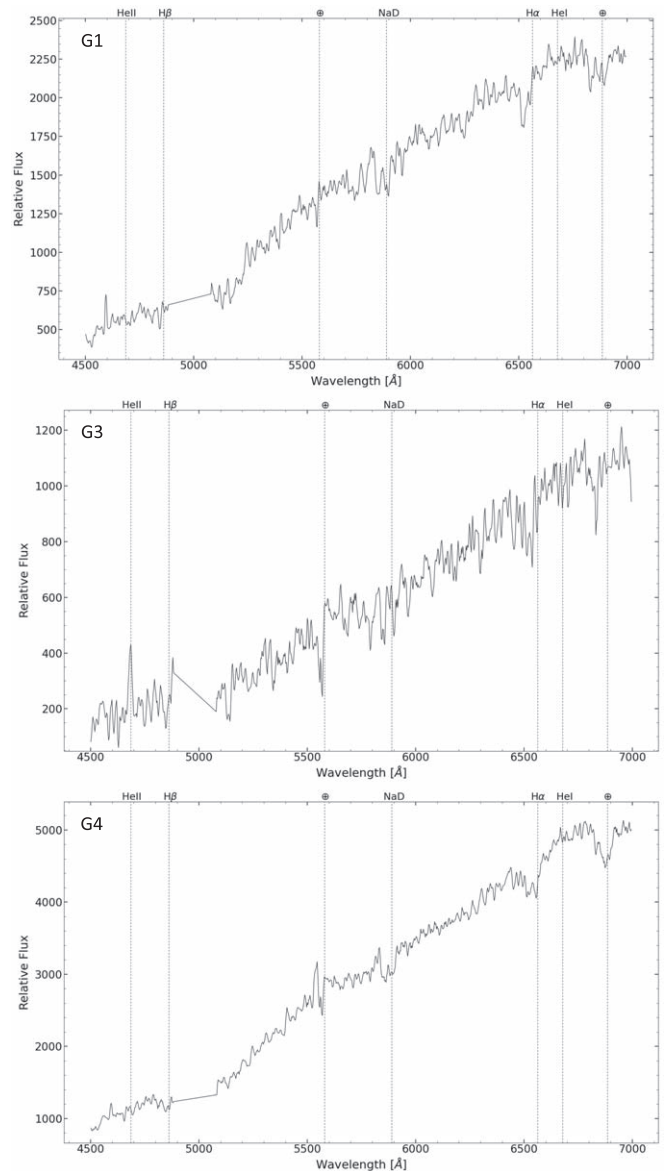 HeII Hβ ⊕ NaD Hα HeI ⊕
G1
2500
2250
2000
1750
1500
1250
1000
750
500
Relative Flux
4500 5000 5500 6000 6500 7000
Wavelength [Å]
HeII Hβ ⊕ NaD Hα HeI ⊕
G3
1200
1000
800
600
400
200
Relative Flux
4500 5000 5500 6000 6500 7000
Wavelength [Å]
HeII Hβ ⊕ NaD Hα HeI ⊕
G4
5000
4000
3000
2000
1000
Relative Flux
4500 5000 5500 6000 6500 7000
Wavelength [Å]